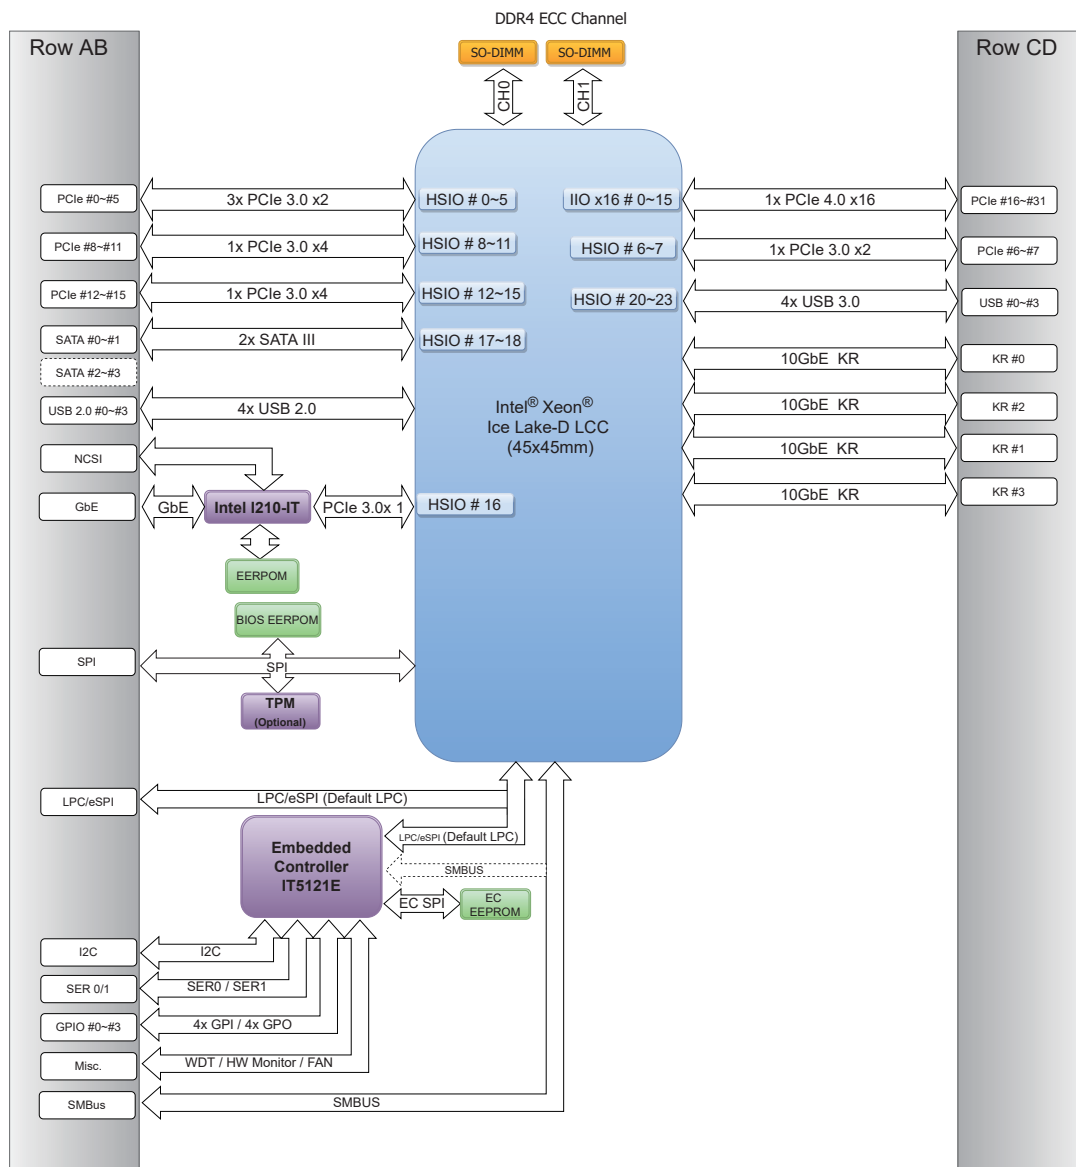 DDR4 ECC Channel
Row AB
SO-DIMM
SO-DIMM
Row CD
CH0
CH1
PCIe #0~#5
3x PCIe 3.0 x2
HSIO # 0~5
IIO x16 # 0~15
1x PCIe 4.0 x16
PCIe #16~#31
PCIe #8~#11
1x PCIe 3.0 x4
HSIO # 8~11
HSIO # 6~7
1x PCIe 3.0 x2
PCIe #6~#7
PCIe #12~#15
1x PCIe 3.0 x4
HSIO # 12~15
HSIO # 20~23
4x USB 3.0
USB #0~#3
SATA #0~#1
2x SATA III
HSIO # 17~18
10GbE KR
KR #0
SATA #2~#3
USB 2.0 #0~#3
4x USB 2.0
Intel® Xeon®
Ice Lake-D LCC
(45x45mm)
10GbE KR
KR #2
NCSI
10GbE KR
KR #1
GbE
GbE
Intel I210-IT
PCIe 3.0x 1
HSIO # 16
10GbE KR
KR #3
EERPOM
BIOS EERPOM
SPI
SPI
TPM
(Optional)
LPC/eSPI
LPC/eSPI (Default LPC)
LPC/eSPI (Default LPC)
Embedded
Controller
IT5121E
SMBUS
EC SPI
EC
EEPROM
I2C
I2C
SER 0/1
SER0 / SER1
GPIO #0~#3
4x GPI / 4x GPO
Misc.
WDT / HW Monitor / FAN
SMBus
SMBUS